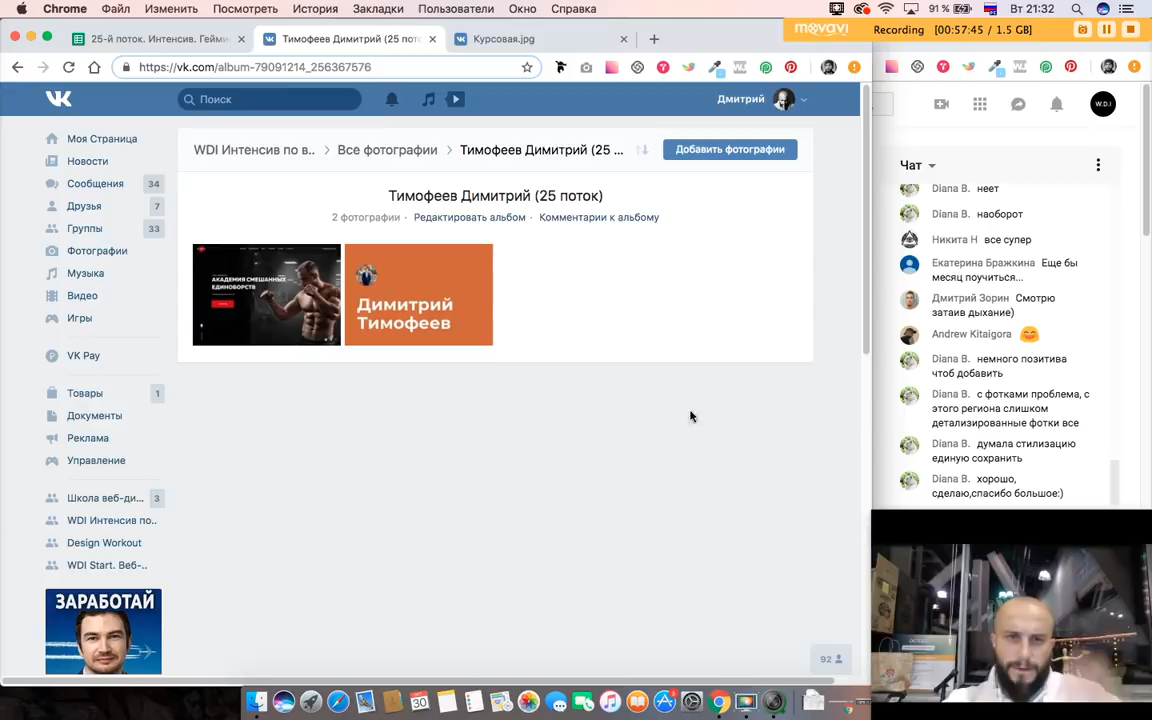 Chrome
Файл
Изменить
Посмотреть
История
Закладки
Пользователи
Окно
Справка
91 %
Вт 21:32
25-й поток. Интенсив. Гейми
Тимофеев Димитрий (25 пото
Курсовая.jpg
movavi
Recording
[00:57:45 / 1.5 GB]
https://vk.com/album-79091214_256367576
Поиск
Дмитрий
W.D.I
Моя Страница
Новости
Сообщения
34
Друзья
7
Группы
33
Фотографии
Музыка
Видео
Игры
VK Pay
Товары
1
Документы
Реклама
Управление
Школа веб-ди...
3
WDI Интенсив по..
Design Workout
WDI Start. Веб-..
ЗАРАБОТАЙ
WDI Интенсив по в..
Все фотографии
Тимофеев Димитрий (25 ...
Добавить фотографии
Тимофеев Димитрий (25 поток)
2 фотографии · Редактировать альбом · Комментарии к альбому
АКАДЕМИЯ СМЕШАННЫХ
ЕДИНОБОРСТВ
Димитрий
Тимофеев
92
Чат
Diana B. неет
Diana B. наоборот
Никита Н все супер
Екатерина Бражкина Еще бы
месяц поучиться...
Дмитрий Зорин Смотрю
затаив дыхание)
Andrew Kitaigora
Diana B. немного позитива
чтоб добавить
Diana B. с фотками проблема, с
этого региона слишком
детализированные фотки все
Diana B. думала стилизацию
единую сохранить
Diana B. хорошо,
сделаю,спасибо большое:)
30
3